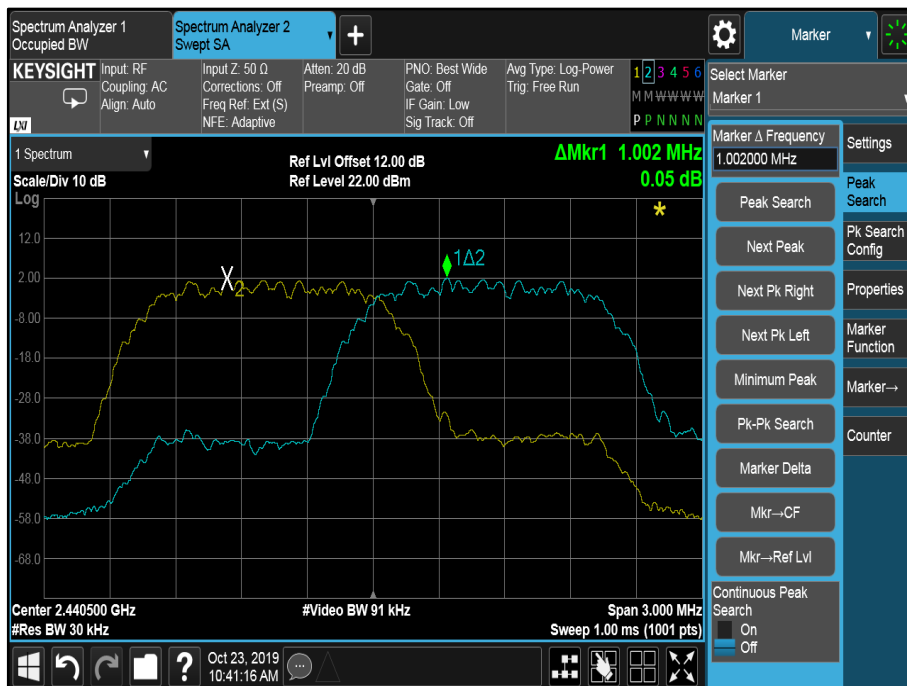 Spectrum Analyzer 1
Occupied BW
Spectrum Analyzer 2
Swept SA
Marker
KEYSIGHT
LXI
Input: RF
Coupling: AC
Align: Auto
Input Z: 50 Ω
Corrections: Off
Freq Ref: Ext (S)
NFE: Adaptive
Atten: 20 dB
Preamp: Off
PNO: Best Wide
Gate: Off
IF Gain: Low
Sig Track: Off
Avg Type: Log-Power
Trig: Free Run
1 2 3 4 5 6
M M W W W W
P P N N N N
Select Marker
Marker 1
1 Spectrum
Scale/Div 10 dB
Log
Ref Lvl Offset 12.00 dB
Ref Level 22.00 dBm
ΔMkr1 1.002 MHz
0.05 dB
12.0
2.00
-8.00
-18.0
-28.0
-38.0
-48.0
-58.0
-68.0
2
1Δ2
*
Center 2.440500 GHz
#Res BW 30 kHz
#Video BW 91 kHz
Span 3.000 MHz
Sweep 1.00 ms (1001 pts)
Marker Δ Frequency
1.002000 MHz
Peak Search
Next Peak
Next Pk Right
Next Pk Left
Minimum Peak
Pk-Pk Search
Marker Delta
Mkr→CF
Mkr→Ref Lvl
Continuous Peak
Search
On
Off
Settings
Peak
Search
Pk Search
Config
Properties
Marker
Function
Marker→
Counter
?
Oct 23, 2019
10:41:16 AM